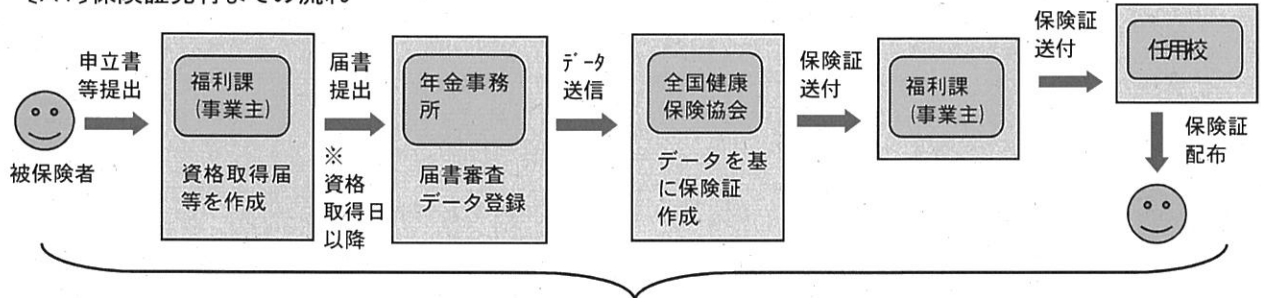 保険証発行までの流れ
申立書
等提出
被保険者
福利課
(事業主)
資格取得届
等を作成
届書
提出
※
資格
取得日
以降
年金事務
所
届書審査
データ登録
データ
送信
全国健康
保険協会
データを基
に保険証
作成
保険証
送付
福利課
(事業主)
保険証
送付
任用校
保険証
配布